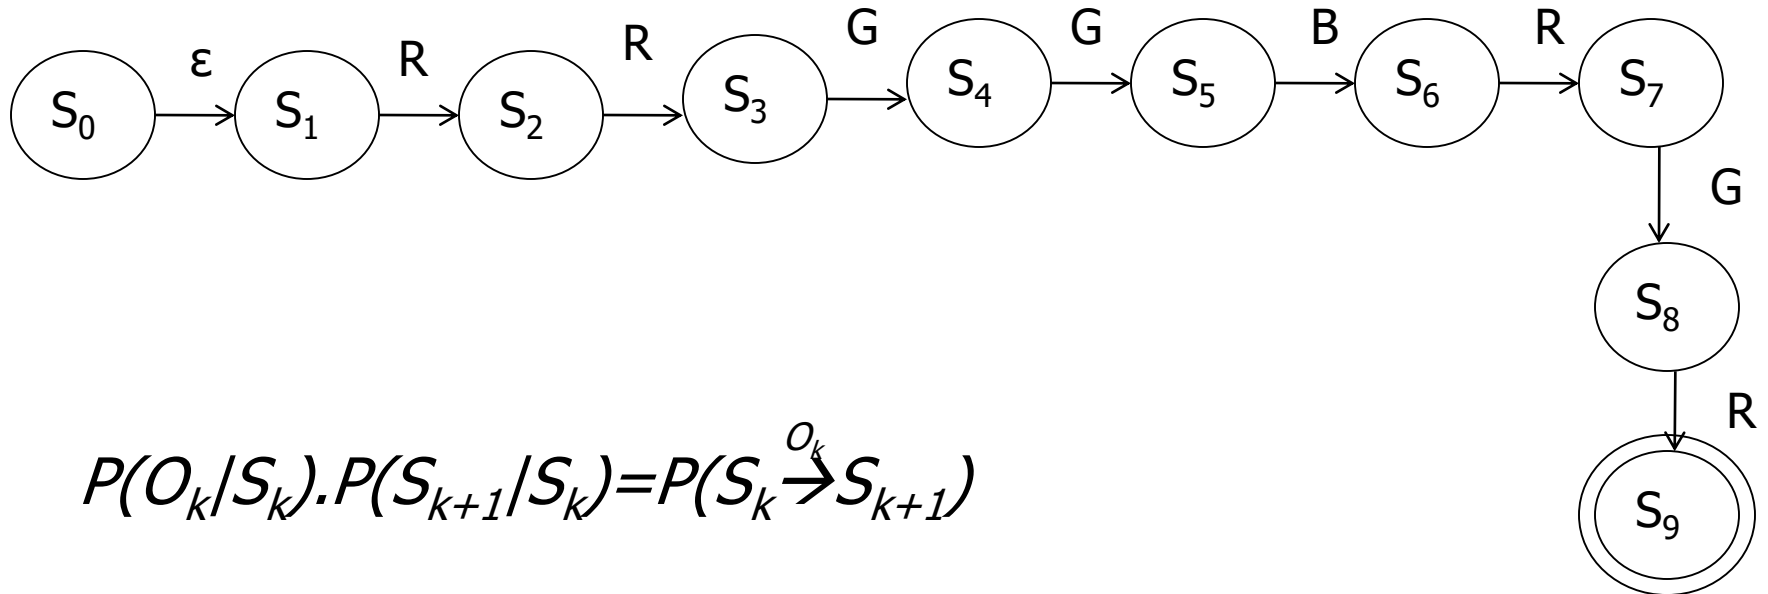 ε R R G G B R
S₀ S₁ S₂ S₃ S₄ S₅ S₆ S₇
G
S₈
R
S₉
Oₖ
P(Oₖ|Sₖ).P(Sₖ₊₁|Sₖ)=P(Sₖ→Sₖ₊₁)